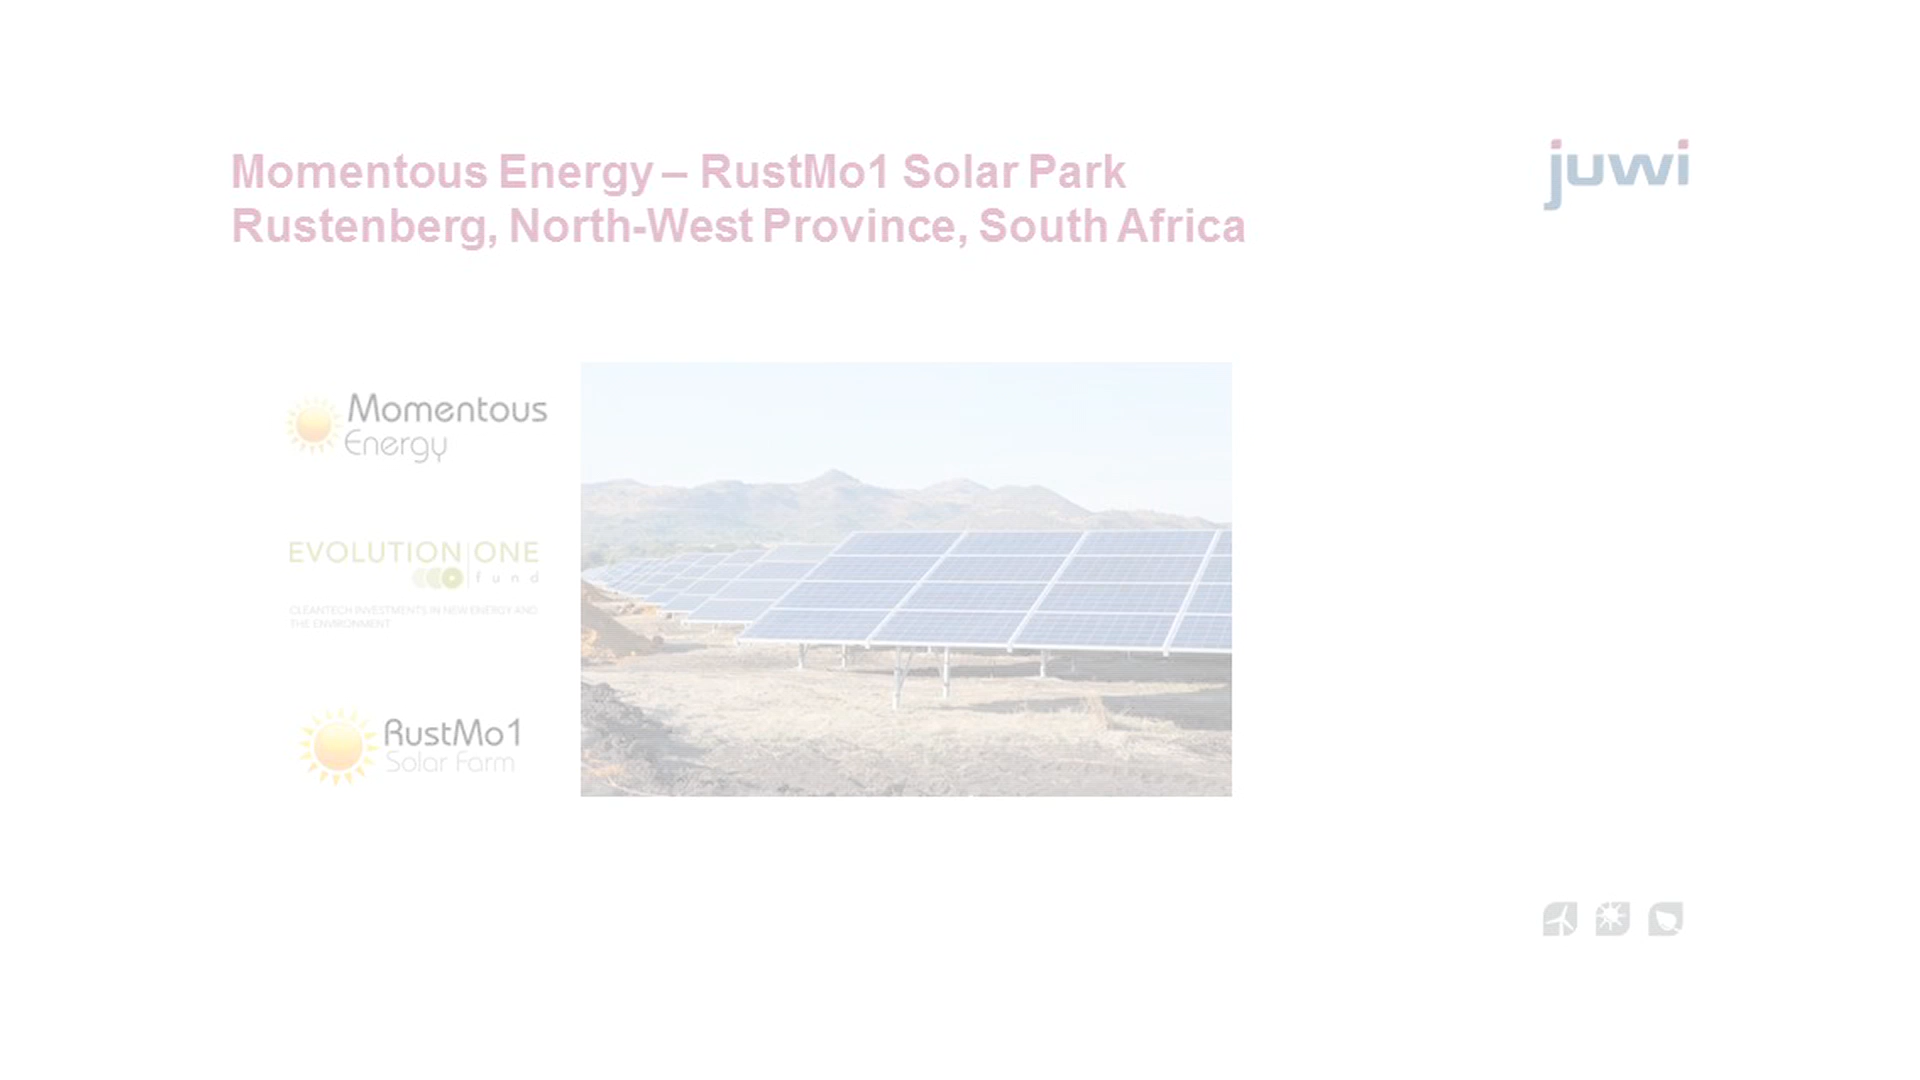 Momentous Energy – RustMo1 Solar Park
Rustenberg, North-West Province, South Africa
juwi
Momentous
Energy
EVOLUTION|ONE
fund
CLEANTECH INVESTMENTS IN NEW ENERGY AND
THE ENVIRONMENT
RustMo1
Solar Farm